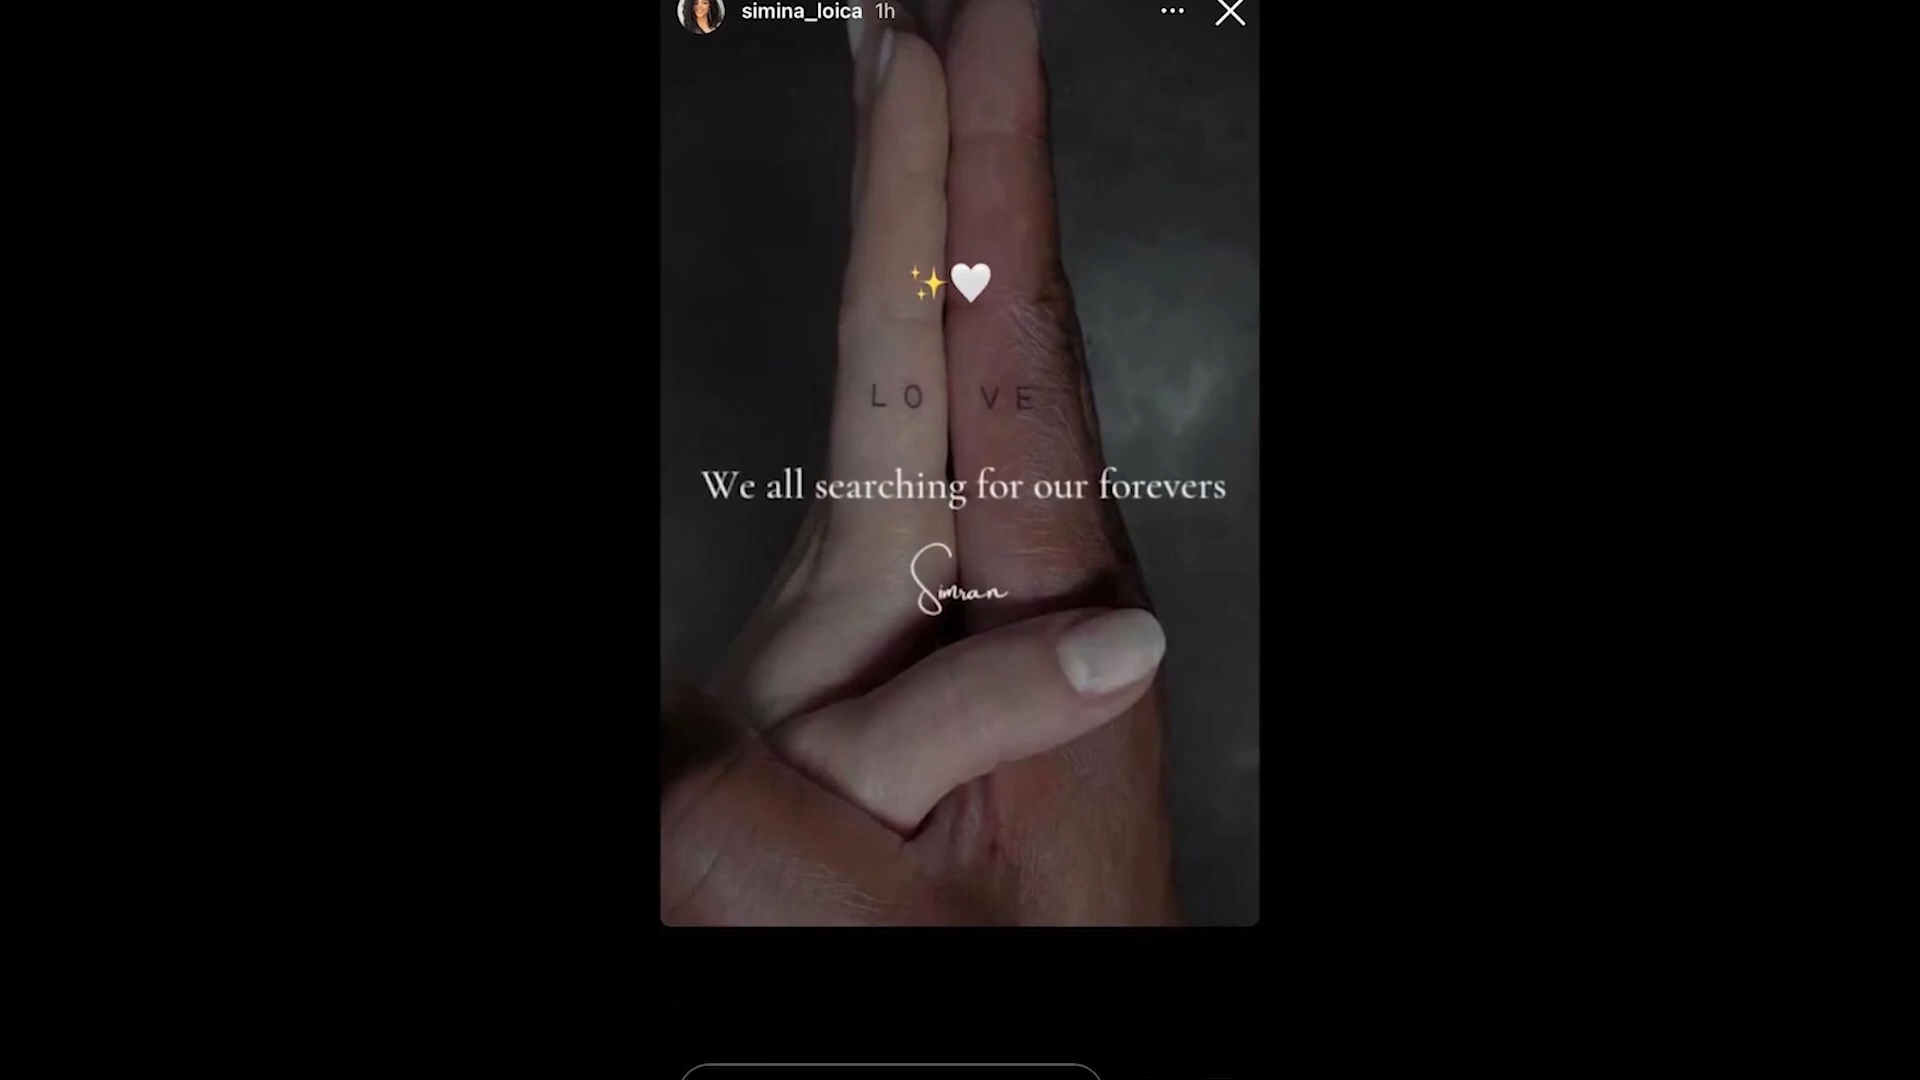 simina_loica 1h
✨🤍
LO VE
We all searching for our forevers
Simran